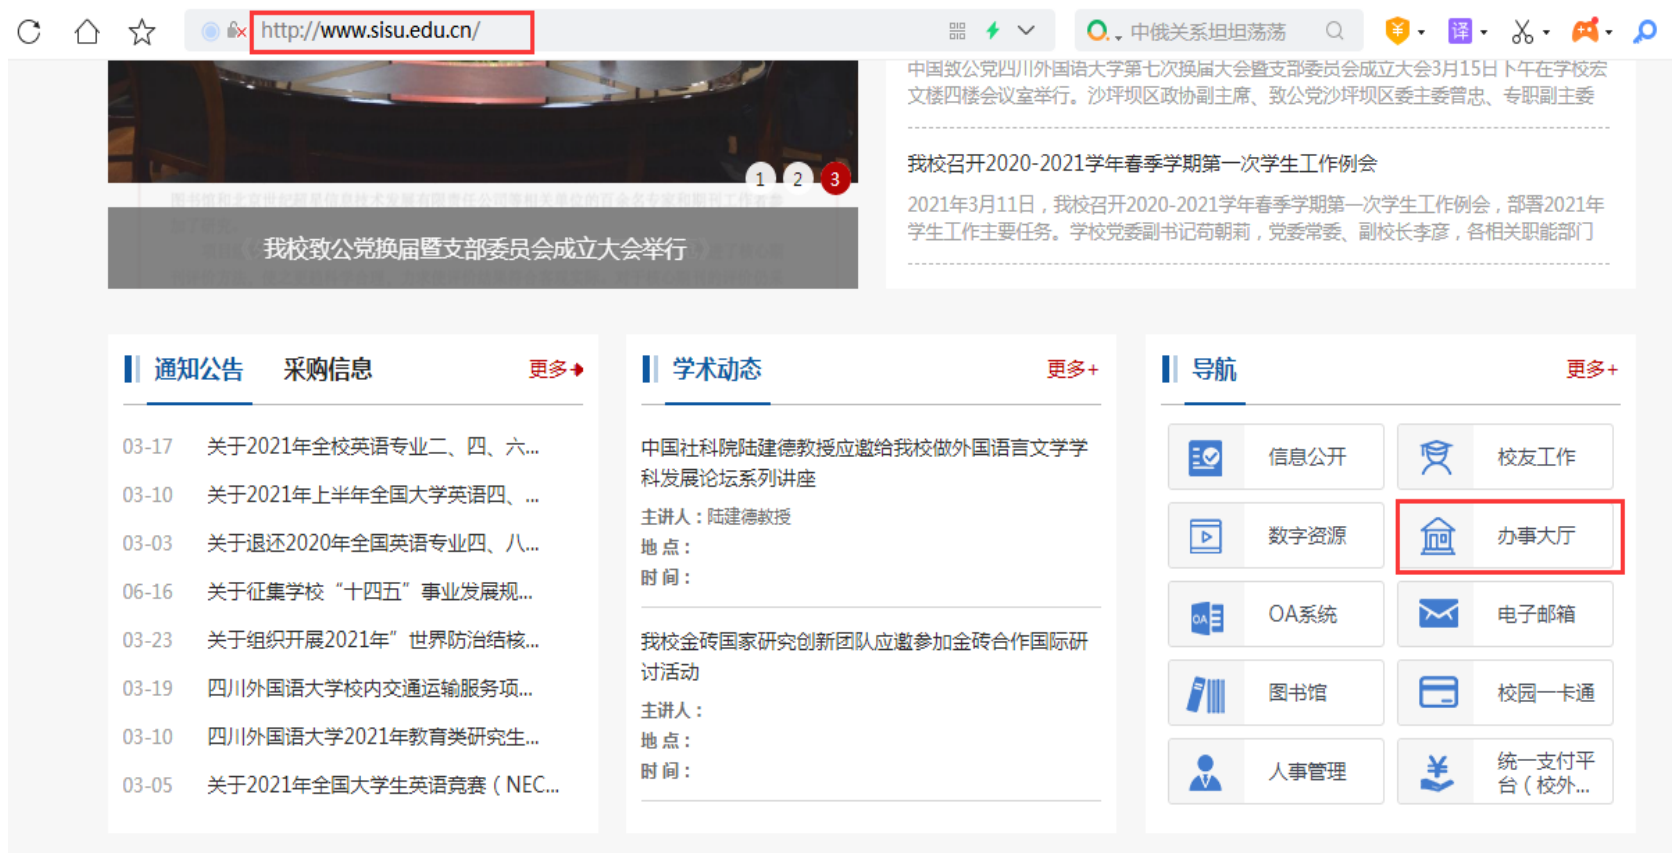 http://www.sisu.edu.cn/
中俄关系坦坦荡荡
译
中国致公党四川外国语大学第七次换届大会暨支部委员会成立大会3月15日下午在学校宏
文楼四楼会议室举行。沙坪坝区政协副主席、致公党沙坪坝区委主委曾忠、专职副主委
我校召开2020-2021学年春季学期第一次学生工作例会
2021年3月11日，我校召开2020-2021学年春季学期第一次学生工作例会，部署2021年
学生工作主要任务。学校党委副书记苟朝莉，党委常委、副校长李彦，各相关职能部门
1 2 3
我校致公党换届暨支部委员会成立大会举行
通知公告 采购信息 更多
03-17 关于2021年全校英语专业二、四、六...
03-10 关于2021年上半年全国大学英语四、...
03-03 关于退还2020年全国英语专业四、八...
06-16 关于征集学校“十四五”事业发展规...
03-23 关于组织开展2021年”世界防治结核...
03-19 四川外国语大学校内交通运输服务项...
03-10 四川外国语大学2021年教育类研究生...
03-05 关于2021年全国大学生英语竞赛（NEC...
学术动态 更多+
中国社科院陆建德教授应邀给我校做外国语言文学学
科发展论坛系列讲座
主讲人：陆建德教授
地 点：
时 间：
我校金砖国家研究创新团队应邀参加金砖合作国际研
讨活动
主讲人：
地 点：
时 间：
导航 更多+
信息公开 校友工作
数字资源 办事大厅
OA OA系统 电子邮箱
图书馆 校园一卡通
人事管理 统一支付平
台（校外...